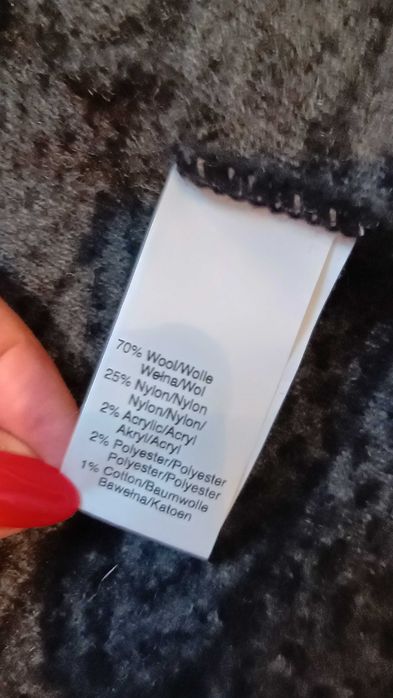 70% Wool/Wolle
Wełna/Wol
25% Nylon/Nylon
Nylon/Nylon/
2% Acrylic/Acryl
Akryl/Acryl
2% Polyester/Polyester
Polyester/Polyester
1% Cotton/Baumwolle
Bawełna/Katoen